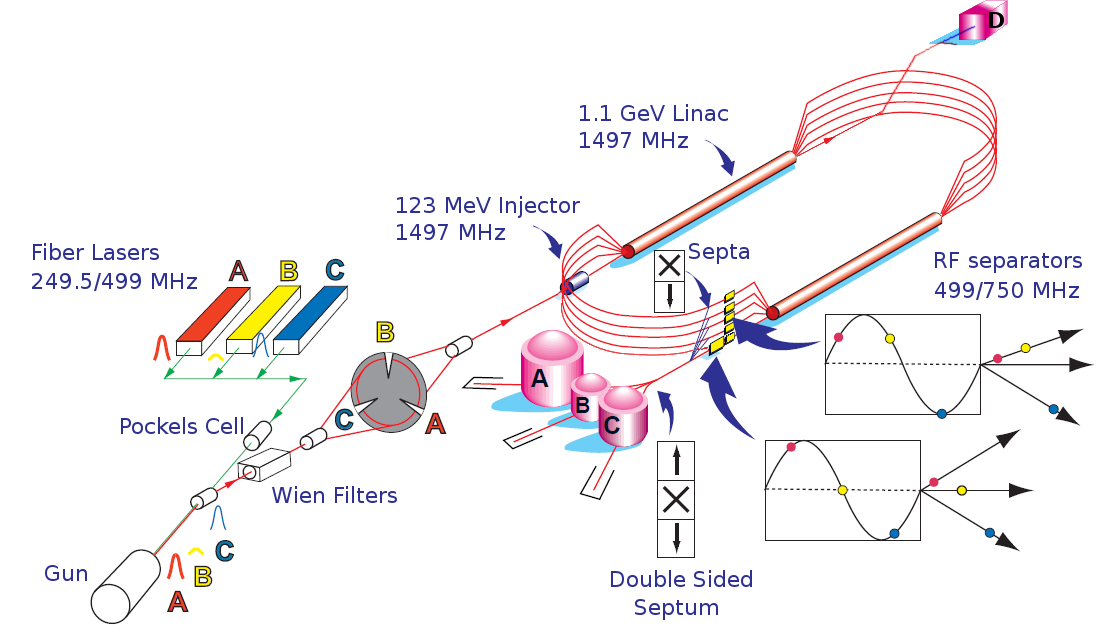 D
1.1 GeV Linac
1497 MHz
123 MeV Injector
1497 MHz
Fiber Lasers
249.5/499 MHz
A
B
C
Septa
RF separators
499/750 MHz
B
C
A
A
B
C
Pockels Cell
Wien Filters
C
B
A
Gun
Double Sided
Septum